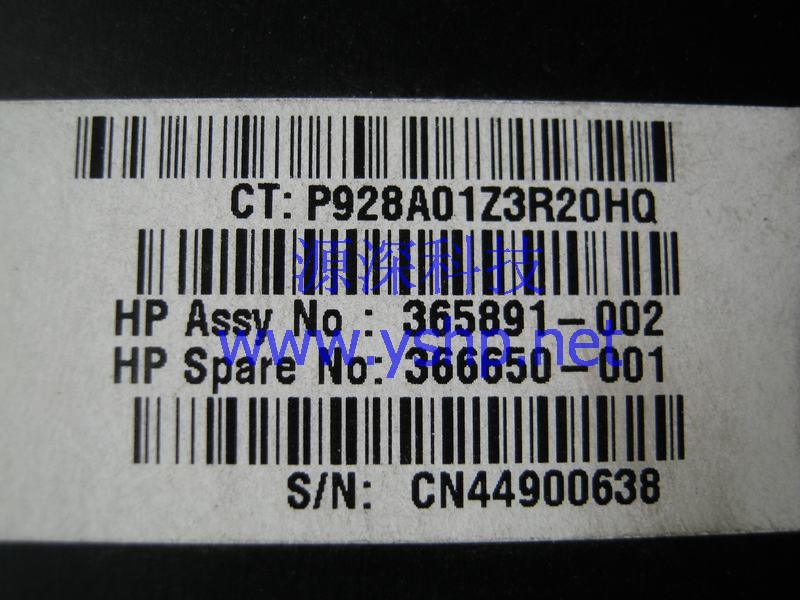 CT: P928A01Z3R20HQ
源深科技
HP Assy No : 365891-002
www.yshp.net
HP Spare No: 366650-001
S/N: CN44900638